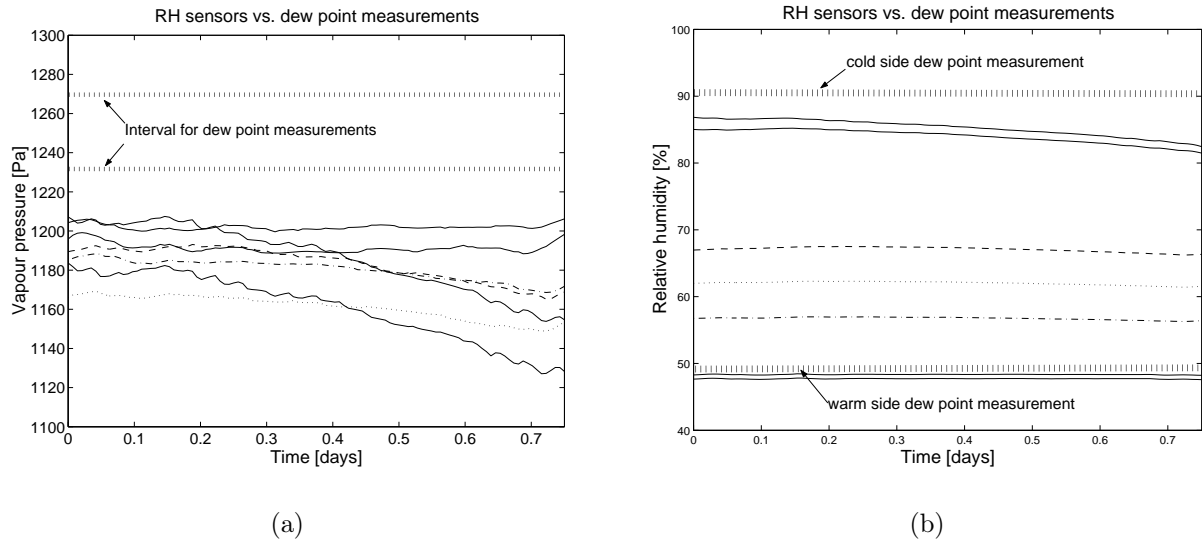 RH sensors vs. dew point measurements
1300
1280
1260
1240
1220
1200
1180
1160
1140
1120
1100
Vapour pressure [Pa]
Interval for dew point measurements
0 0.1 0.2 0.3 0.4 0.5 0.6 0.7
Time [days]
(a)
RH sensors vs. dew point measurements
100
90
80
70
60
50
40
Relative humidity [%]
cold side dew point measurement
warm side dew point measurement
0 0.1 0.2 0.3 0.4 0.5 0.6 0.7
Time [days]
(b)